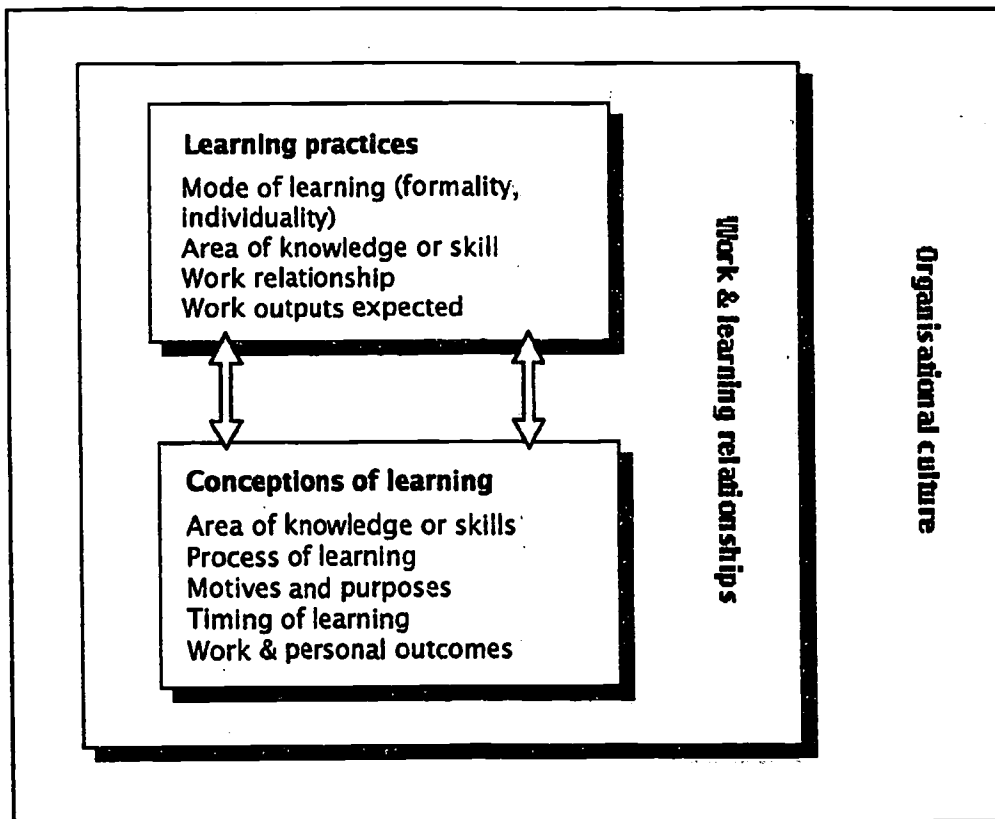 Learning practices
Mode of learning (formality,
individuality)
Area of knowledge or skill
Work relationship
Work outputs expected
Conceptions of learning
Area of knowledge or skills
Process of learning
Motives and purposes
Timing of learning
Work & personal outcomes
Work & learning relationships
Organisational culture